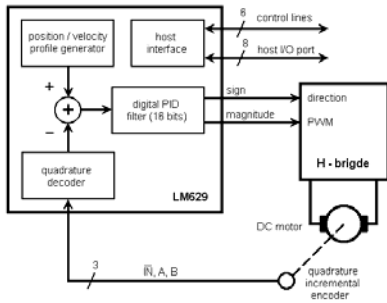 position / velocity
profile generator
host
interface
6
control lines
8
host I/O port
+
+
−
digital PID
filter (16 bits)
sign
magnitude
direction
PWM
H - brigde
quadrature
decoder
LM629
DC motor
3
IN, A, B
quadrature
incremental
encoder